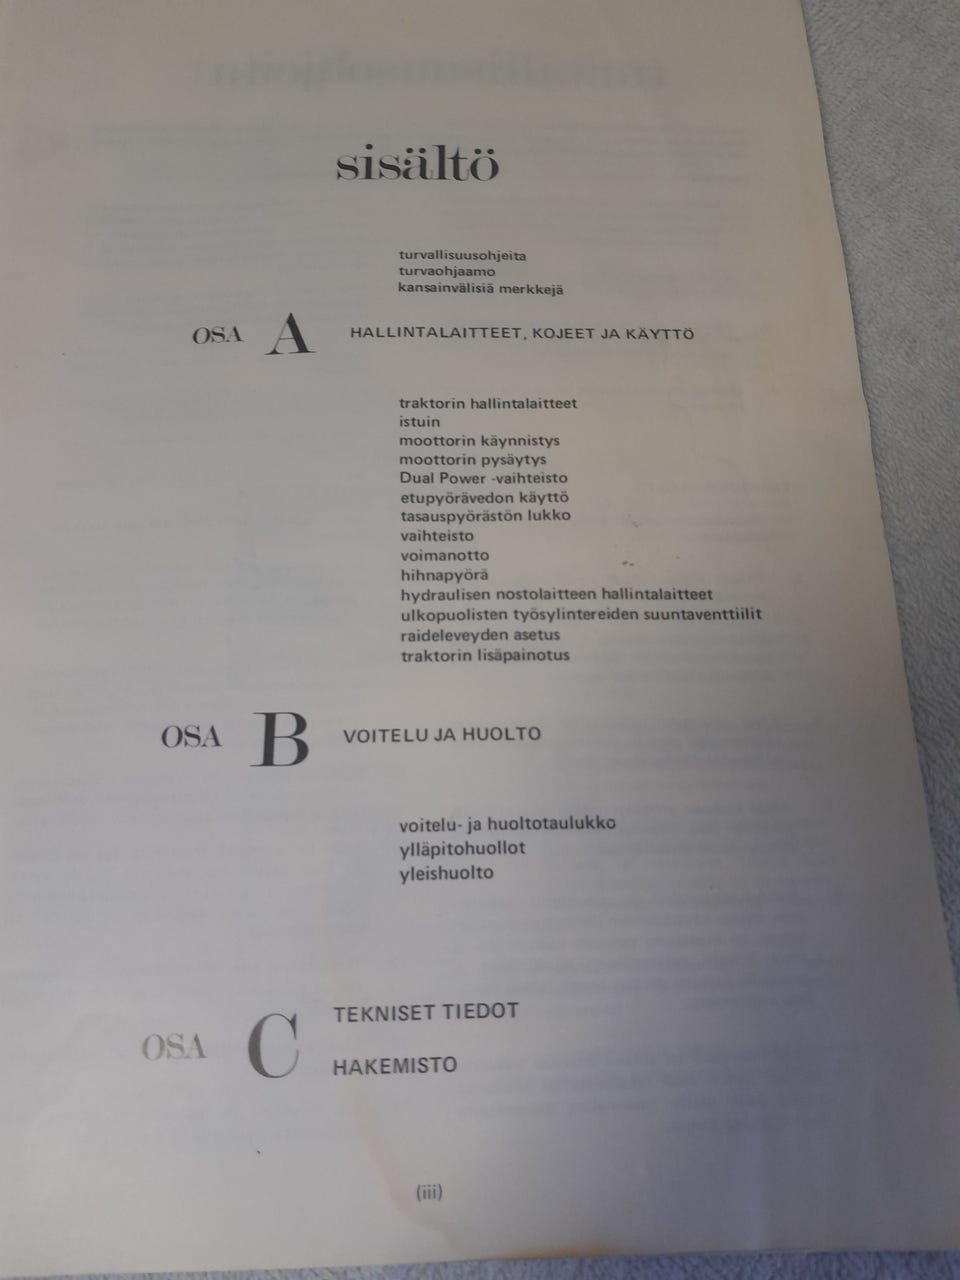 sisältö
turvallisuusohjeita
turvaohjaamo
kansainvälisiä merkkejä
OSA A HALLINTALAITTEET, KOJEET JA KÄYTTÖ
traktorin hallintalaitteet
istuin
moottorin käynnistys
moottorin pysäytys
Dual Power -vaihteisto
etupyörävedon käyttö
tasauspyörästön lukko
vaihteisto
voimanotto
hihnapyörä
hydraulisen nostolaitteen hallintalaitteet
ulkopuolisten työsylintereiden suuntaventtiilit
raideleveyden asetus
traktorin lisäpainotus
OSA B VOITELU JA HUOLTO
voitelu- ja huoltotaulukko
ylläpitohuollot
yleishuolto
OSA C TEKNISET TIEDOT
HAKEMISTO
(iii)